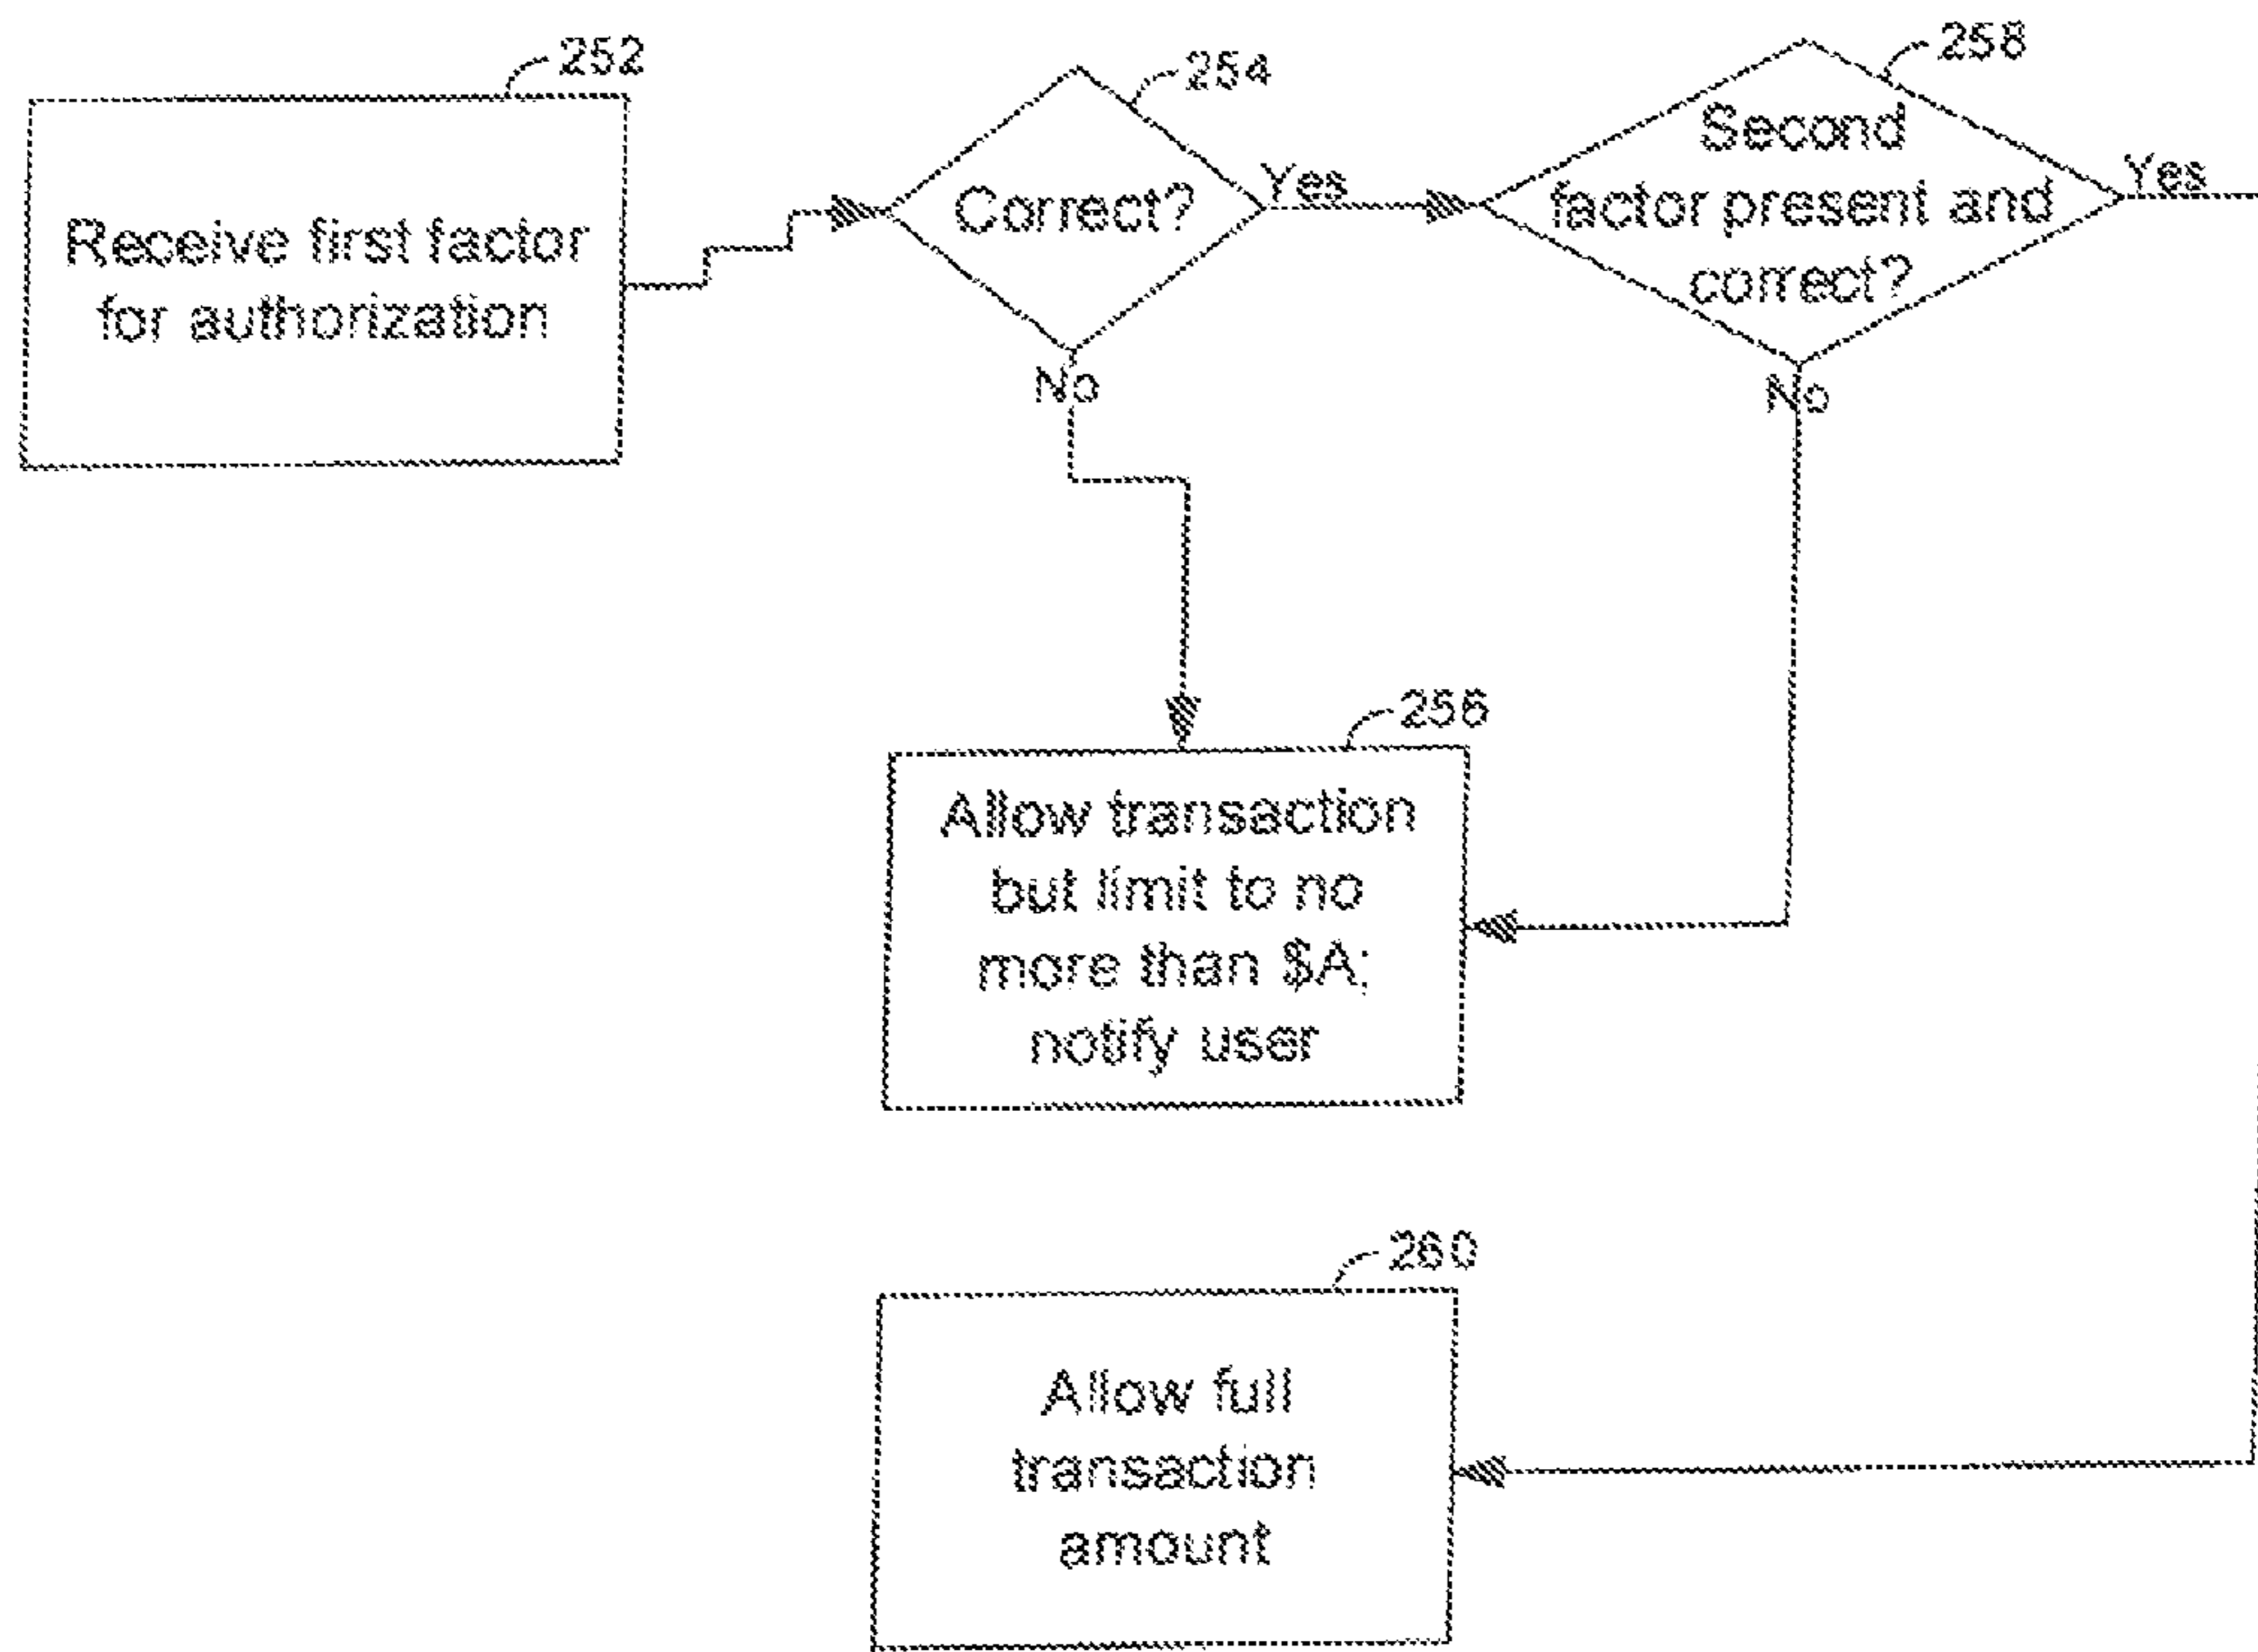 252
Receive first factor
for authorization
254
Correct?
Yes
No
258
Second
factor present and
correct?
Yes
No
256
Allow transaction
but limit to no
more than $A;
notify user
260
Allow full
transaction
amount